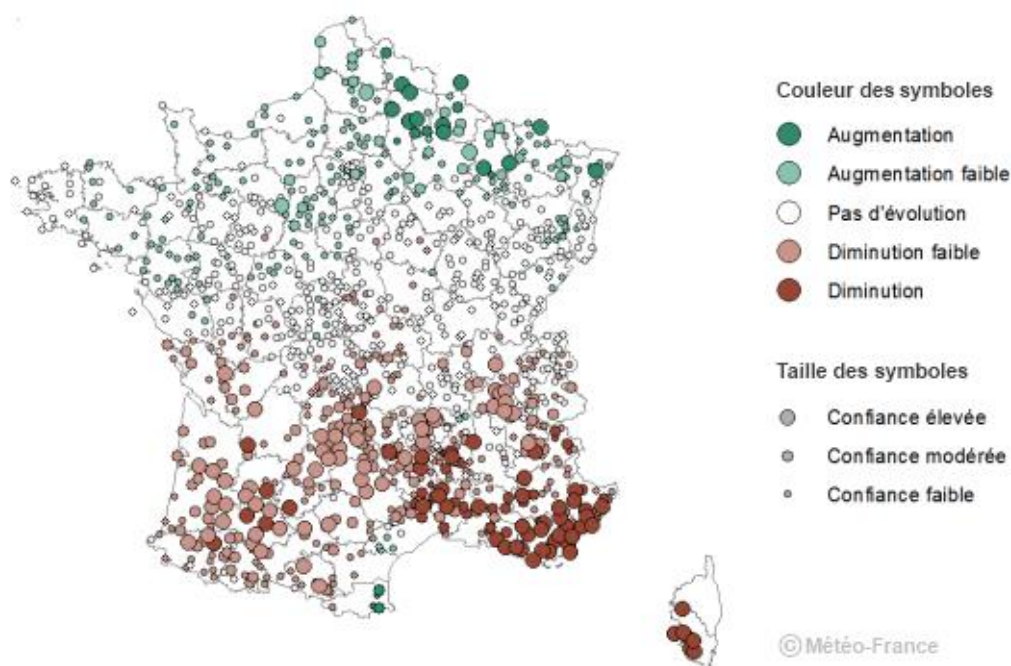 Couleur des symboles
Augmentation
Augmentation faible
Pas d'évolution
Diminution faible
Diminution
Taille des symboles
Confiance élevée
Confiance modérée
Confiance faible
© Météo-France